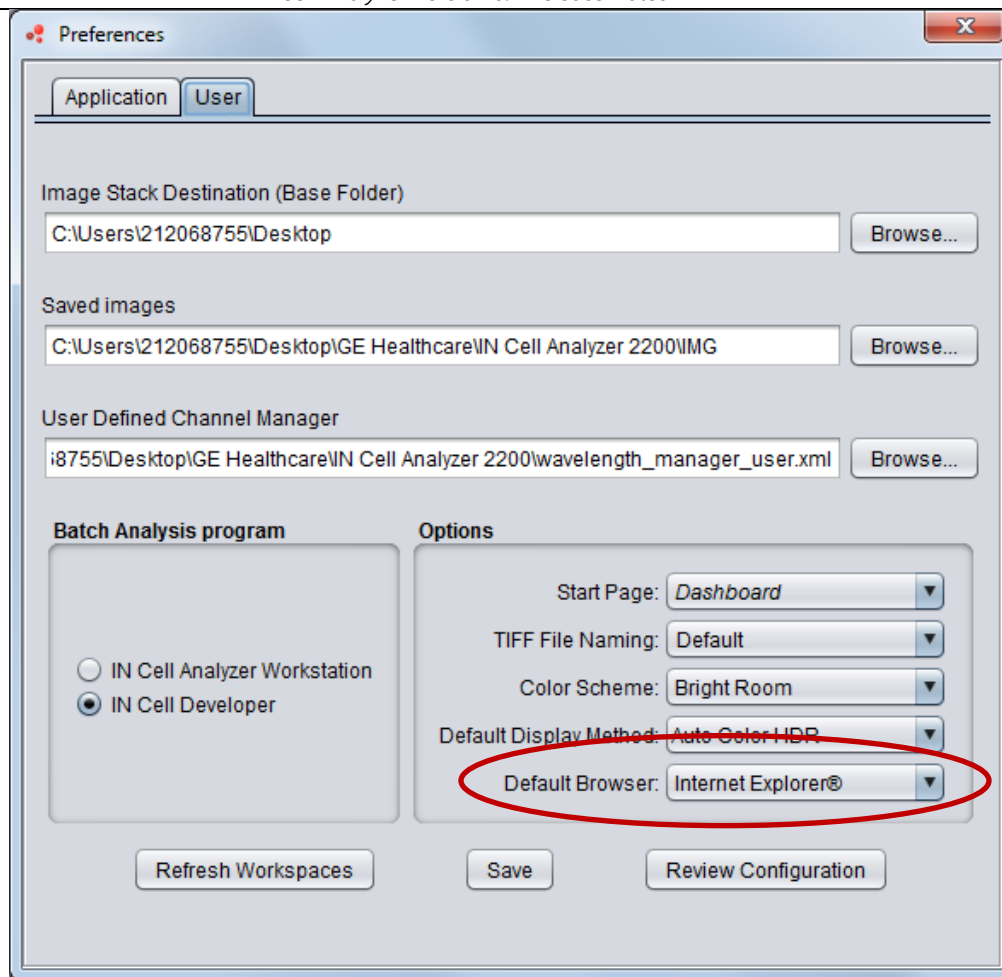 Preferences
Application User
Image Stack Destination (Base Folder)
C:\Users\212068755\Desktop Browse...
Saved images
C:\Users\212068755\Desktop\GE Healthcare\IN Cell Analyzer 2200\IMG Browse...
User Defined Channel Manager
8755\Desktop\GE Healthcare\IN Cell Analyzer 2200\wavelength_manager_user.xml Browse...
Batch Analysis program
IN Cell Analyzer Workstation
IN Cell Developer
Options
Start Page: Dashboard
TIFF File Naming: Default
Color Scheme: Bright Room
Default Display Method: Auto Color HDR
Default Browser: Internet Explorer®
Refresh Workspaces Save Review Configuration